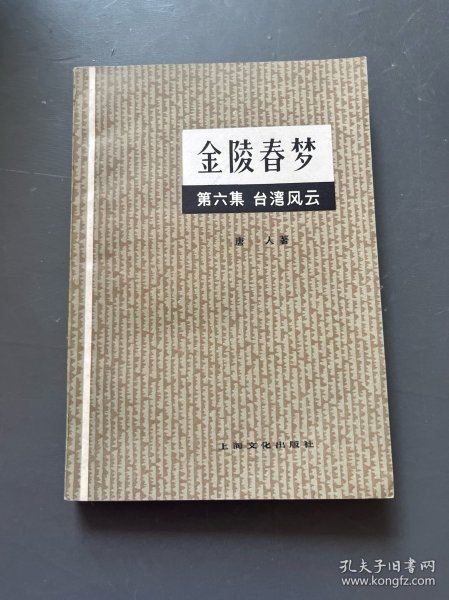 金陵春梦
第六集 台湾风云
唐 人 著
上海文化出版社
孔夫子旧书网
www.kongfz.com